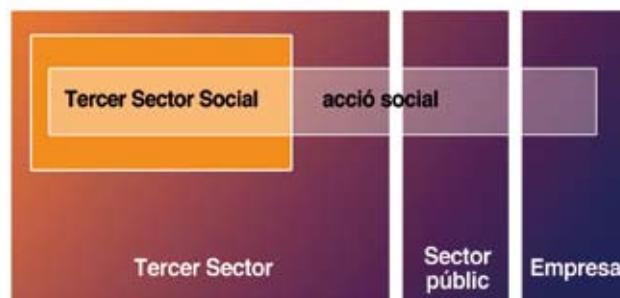 Tercer Sector Social
acció social
Tercer Sector
Sector
públic
Empresa